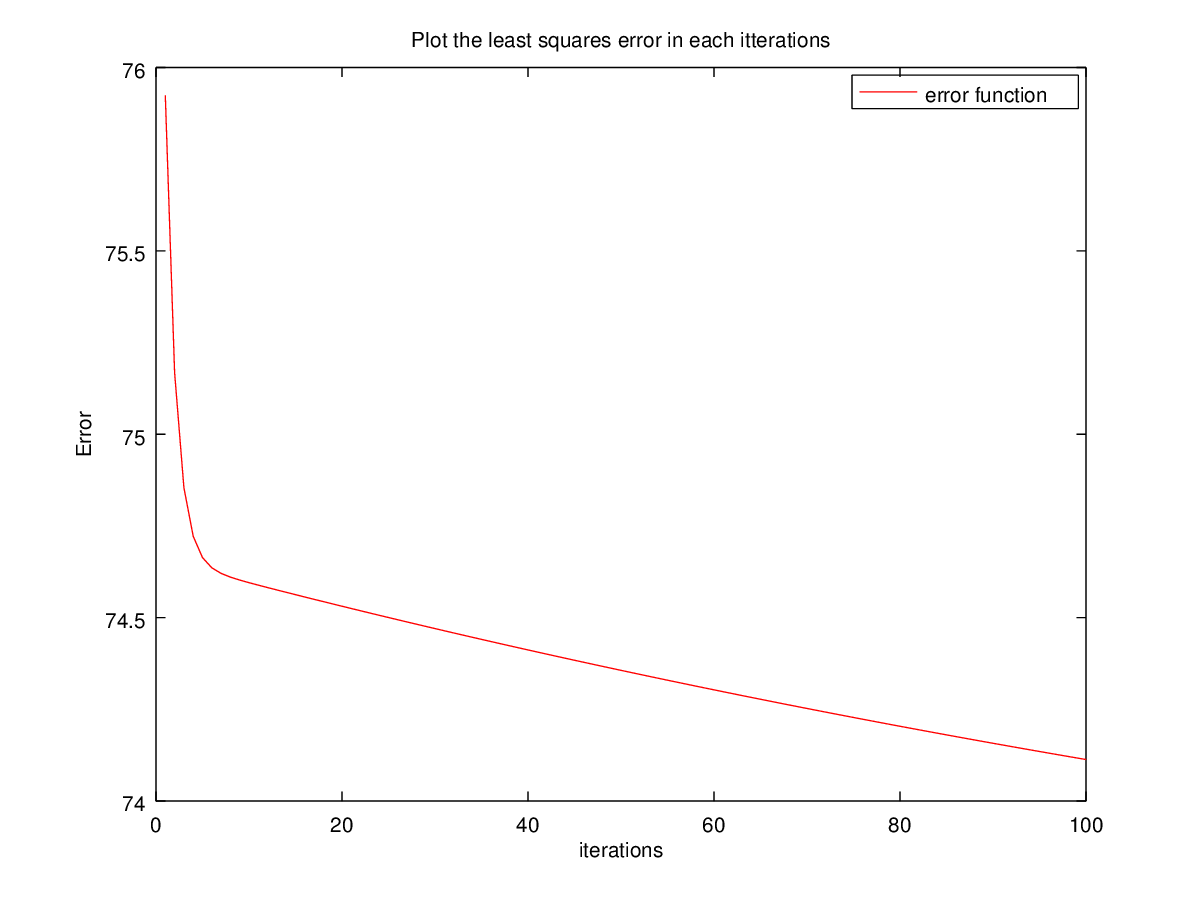 Plot the least squares error in each itterations
error function
76
75.5
75
74.5
74
Error
0 20 40 60 80 100
iterations